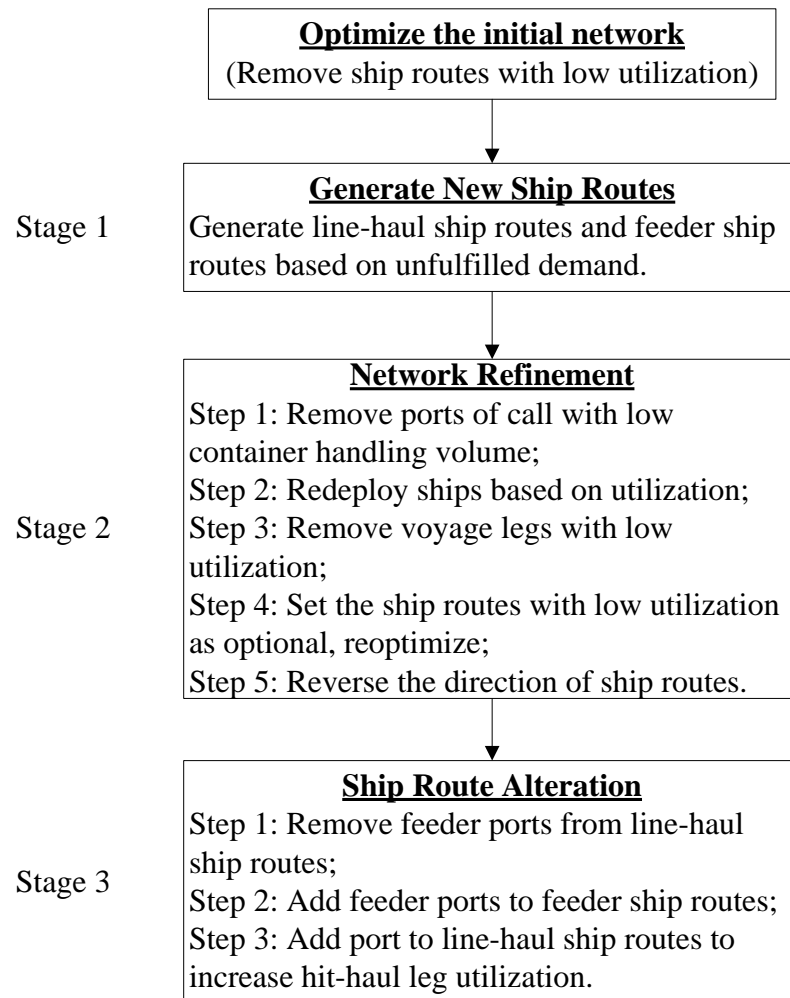 Optimize the initial network
(Remove ship routes with low utilization)
Stage 1
Generate New Ship Routes
Generate line-haul ship routes and feeder ship
routes based on unfulfilled demand.
Stage 2
Network Refinement
Step 1: Remove ports of call with low
container handling volume;
Step 2: Redeploy ships based on utilization;
Step 3: Remove voyage legs with low
utilization;
Step 4: Set the ship routes with low utilization
as optional, reoptimize;
Step 5: Reverse the direction of ship routes.
Stage 3
Ship Route Alteration
Step 1: Remove feeder ports from line-haul
ship routes;
Step 2: Add feeder ports to feeder ship routes;
Step 3: Add port to line-haul ship routes to
increase hit-haul leg utilization.